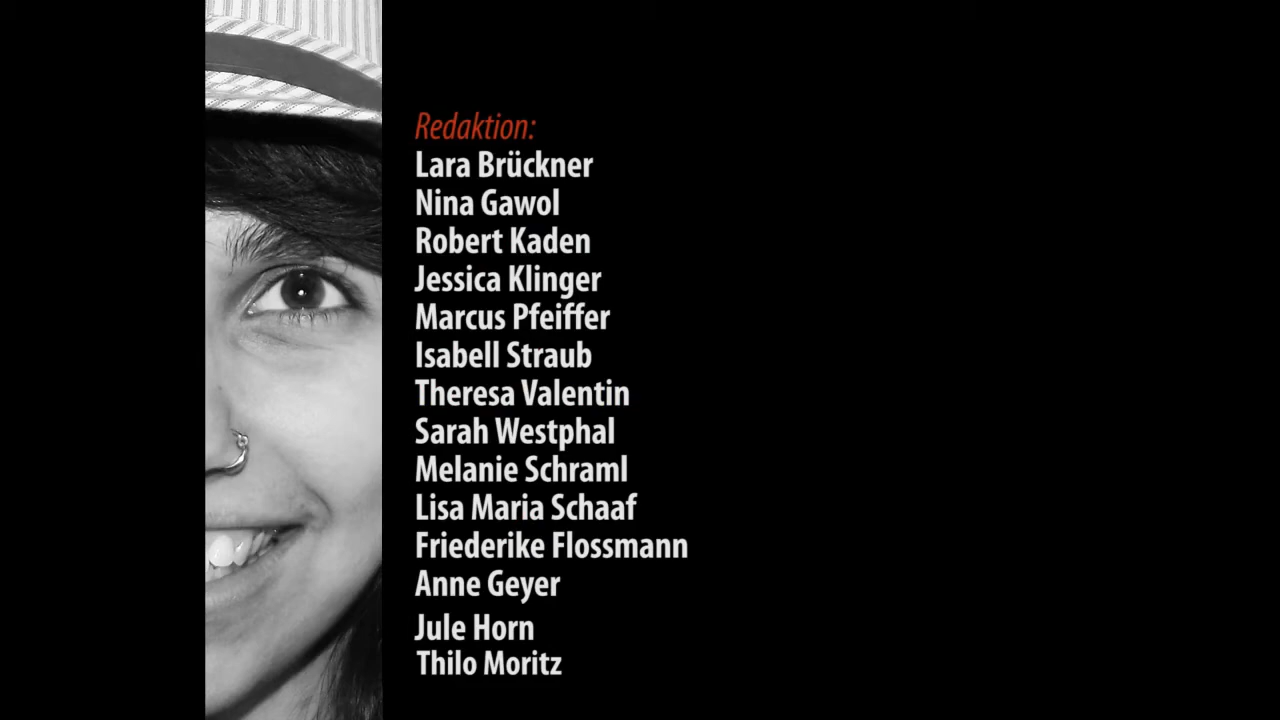 Redaktion:
Lara Brückner
Nina Gawol
Robert Kaden
Jessica Klinger
Marcus Pfeiffer
Isabell Straub
Theresa Valentin
Sarah Westphal
Melanie Schraml
Lisa Maria Schaaf
Friederike Flossmann
Anne Geyer
Jule Horn
Thilo Moritz